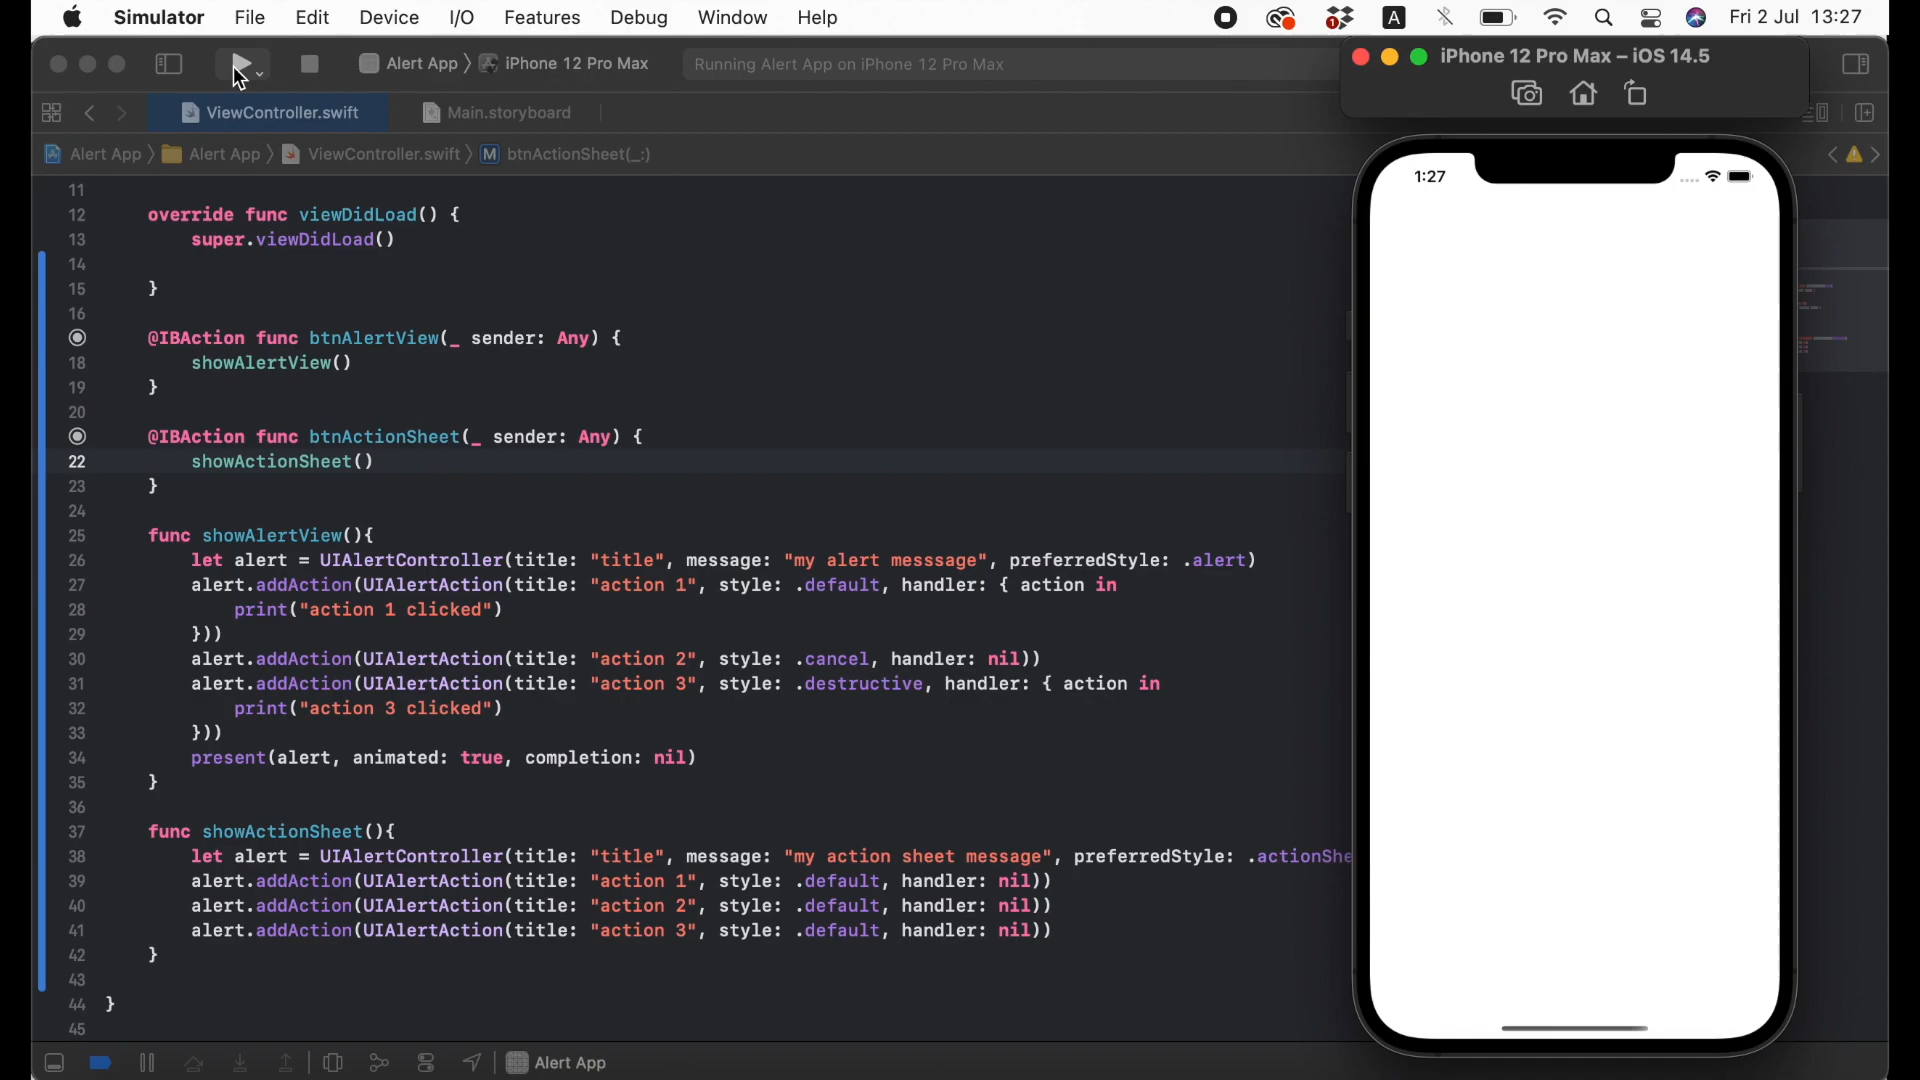 Simulator File Edit Device I/O Features Debug Window Help
1 A Fri 2 Jul 13:27
Alert App 〉 iPhone 12 Pro Max
Running Alert App on iPhone 12 Pro Max
iPhone 12 Pro Max – iOS 14.5
ViewController.swift
Main.storyboard
Alert App 〉 Alert App 〉 ViewController.swift 〉 M btnActionSheet(_:)
1:27
11
12 override func viewDidLoad() {
13 super.viewDidLoad()
14
15 }
16
@IBAction func btnAlertView(_ sender: Any) {
18 showAlertView()
19 }
20
@IBAction func btnActionSheet(_ sender: Any) {
22 showActionSheet()
23 }
24
25 func showAlertView(){
26 let alert = UIAlertController(title: "title", message: "my alert messsage", preferredStyle: .alert)
27 alert.addAction(UIAlertAction(title: "action 1", style: .default, handler: { action in
28 print("action 1 clicked")
29 }))
30 alert.addAction(UIAlertAction(title: "action 2", style: .cancel, handler: nil))
31 alert.addAction(UIAlertAction(title: "action 3", style: .destructive, handler: { action in
32 print("action 3 clicked")
33 }))
34 present(alert, animated: true, completion: nil)
35 }
36
37 func showActionSheet(){
38 let alert = UIAlertController(title: "title", message: "my action sheet message", preferredStyle: .actionShe
39 alert.addAction(UIAlertAction(title: "action 1", style: .default, handler: nil))
40 alert.addAction(UIAlertAction(title: "action 2", style: .default, handler: nil))
41 alert.addAction(UIAlertAction(title: "action 3", style: .default, handler: nil))
42 }
43
44 }
45
Alert App